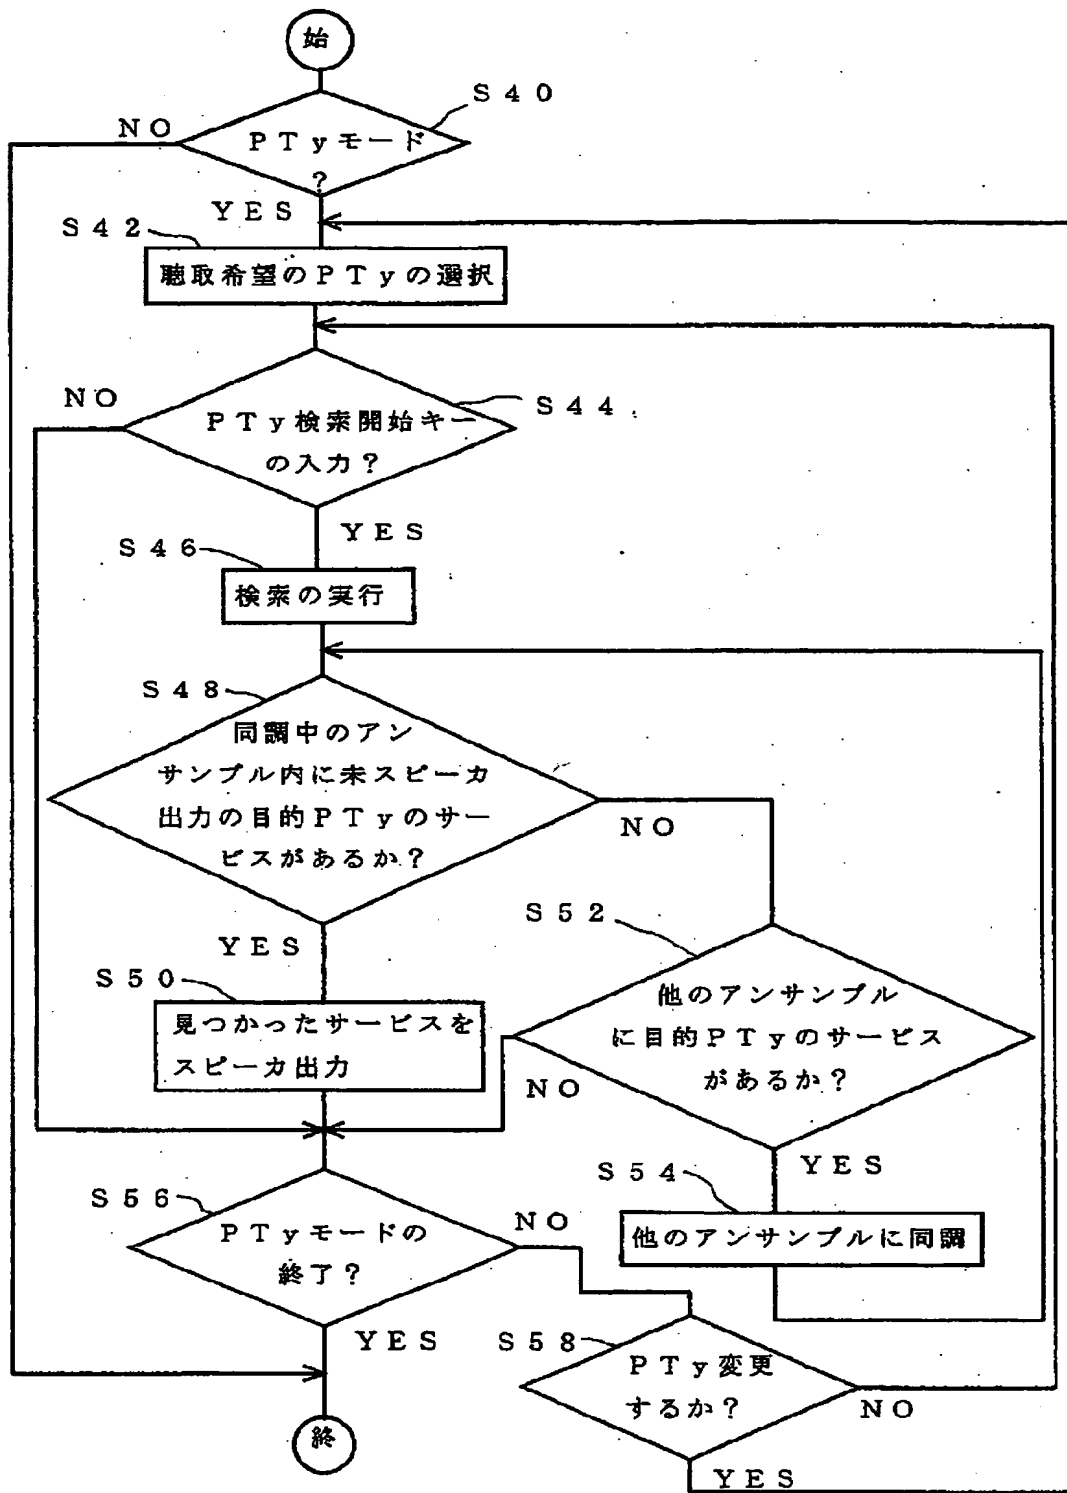 始
S40
NO
PTyモード
?
YES
S42
聴取希望のPTyの選択
NO
S44
PTy検索開始キー
の入力?
YES
S46
検索の実行
S48
同調中のアン
サンブル内に未スピーカ
出力の目的PTyのサー
ビスがあるか?
NO
YES
S50
見つかったサービスを
スピーカ出力
S52
他のアンサンブル
に目的PTyのサービス
があるか?
NO
YES
S54
他のアンサンブルに同調
S56
PTyモードの
終了?
NO
YES
S58
PTy変更
するか?
NO
YES
終